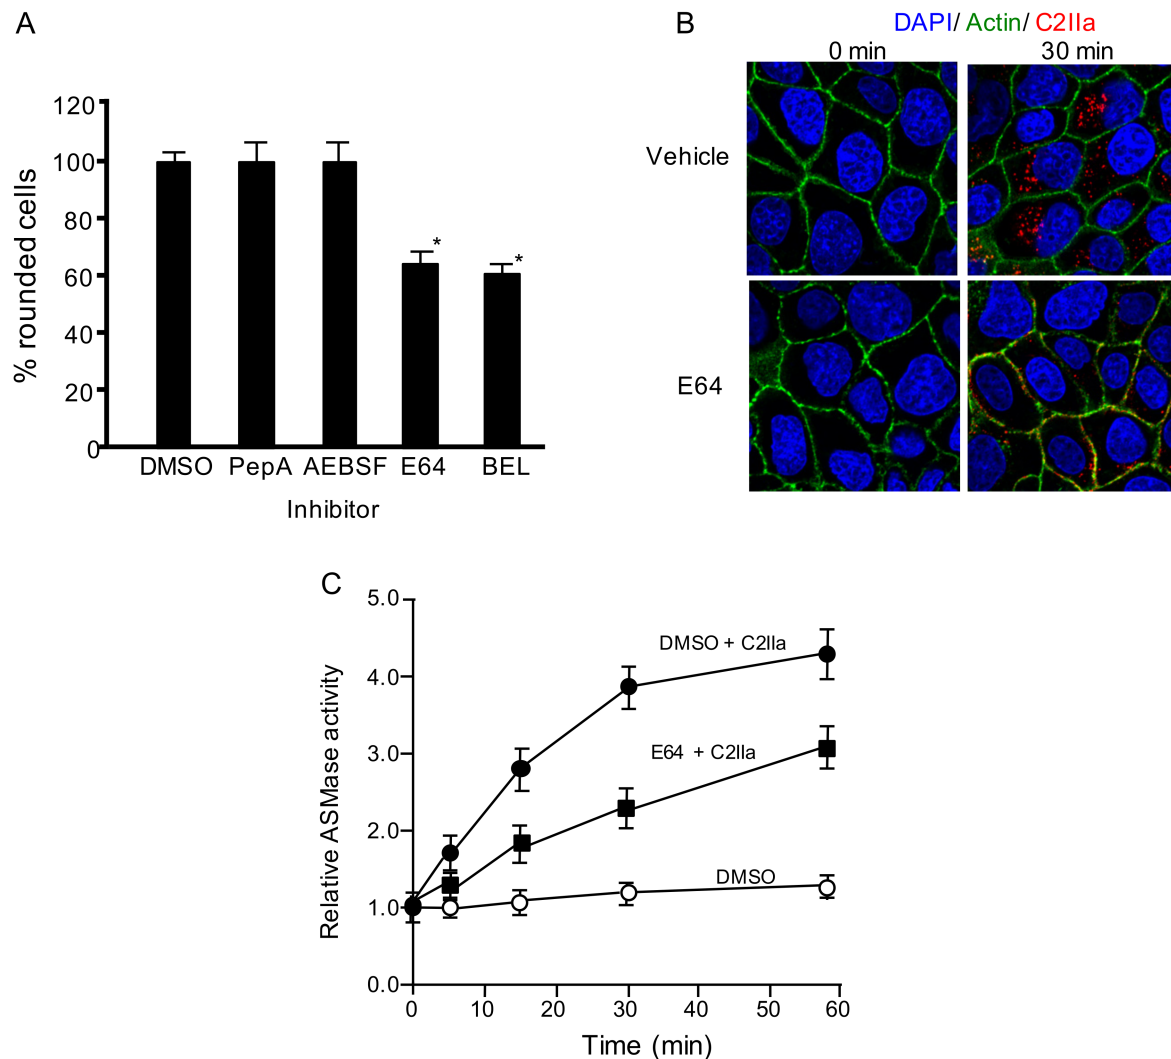 A
120
100
80
60
40
20
0
% rounded cells
* *
DMSO PepA AEBSF E64 BEL
Inhibitor
B
DAPI/ Actin/ C2IIa
0 min 30 min
Vehicle
E64
C
5.0
4.0
3.0
2.0
1.0
0.0
Relative ASMase activity
DMSO + C2IIa
E64 + C2IIa
DMSO
0 10 20 30 40 50 60
Time (min)